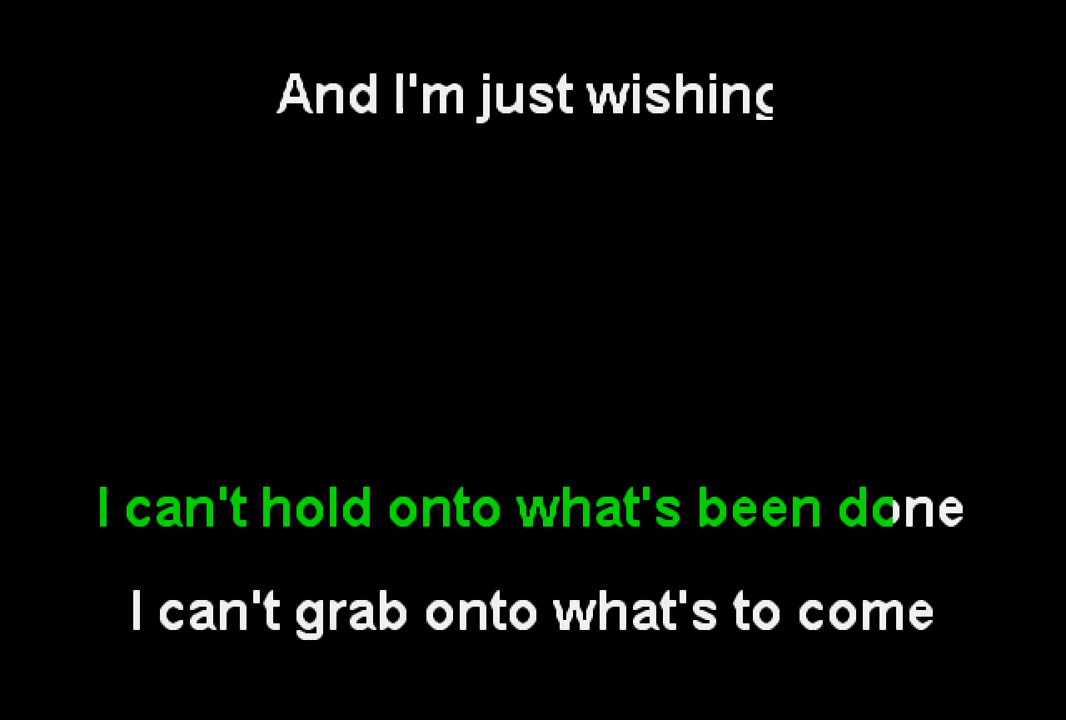 And I'm just wishing
I can't hold onto what's been done
I can't grab onto what's to come